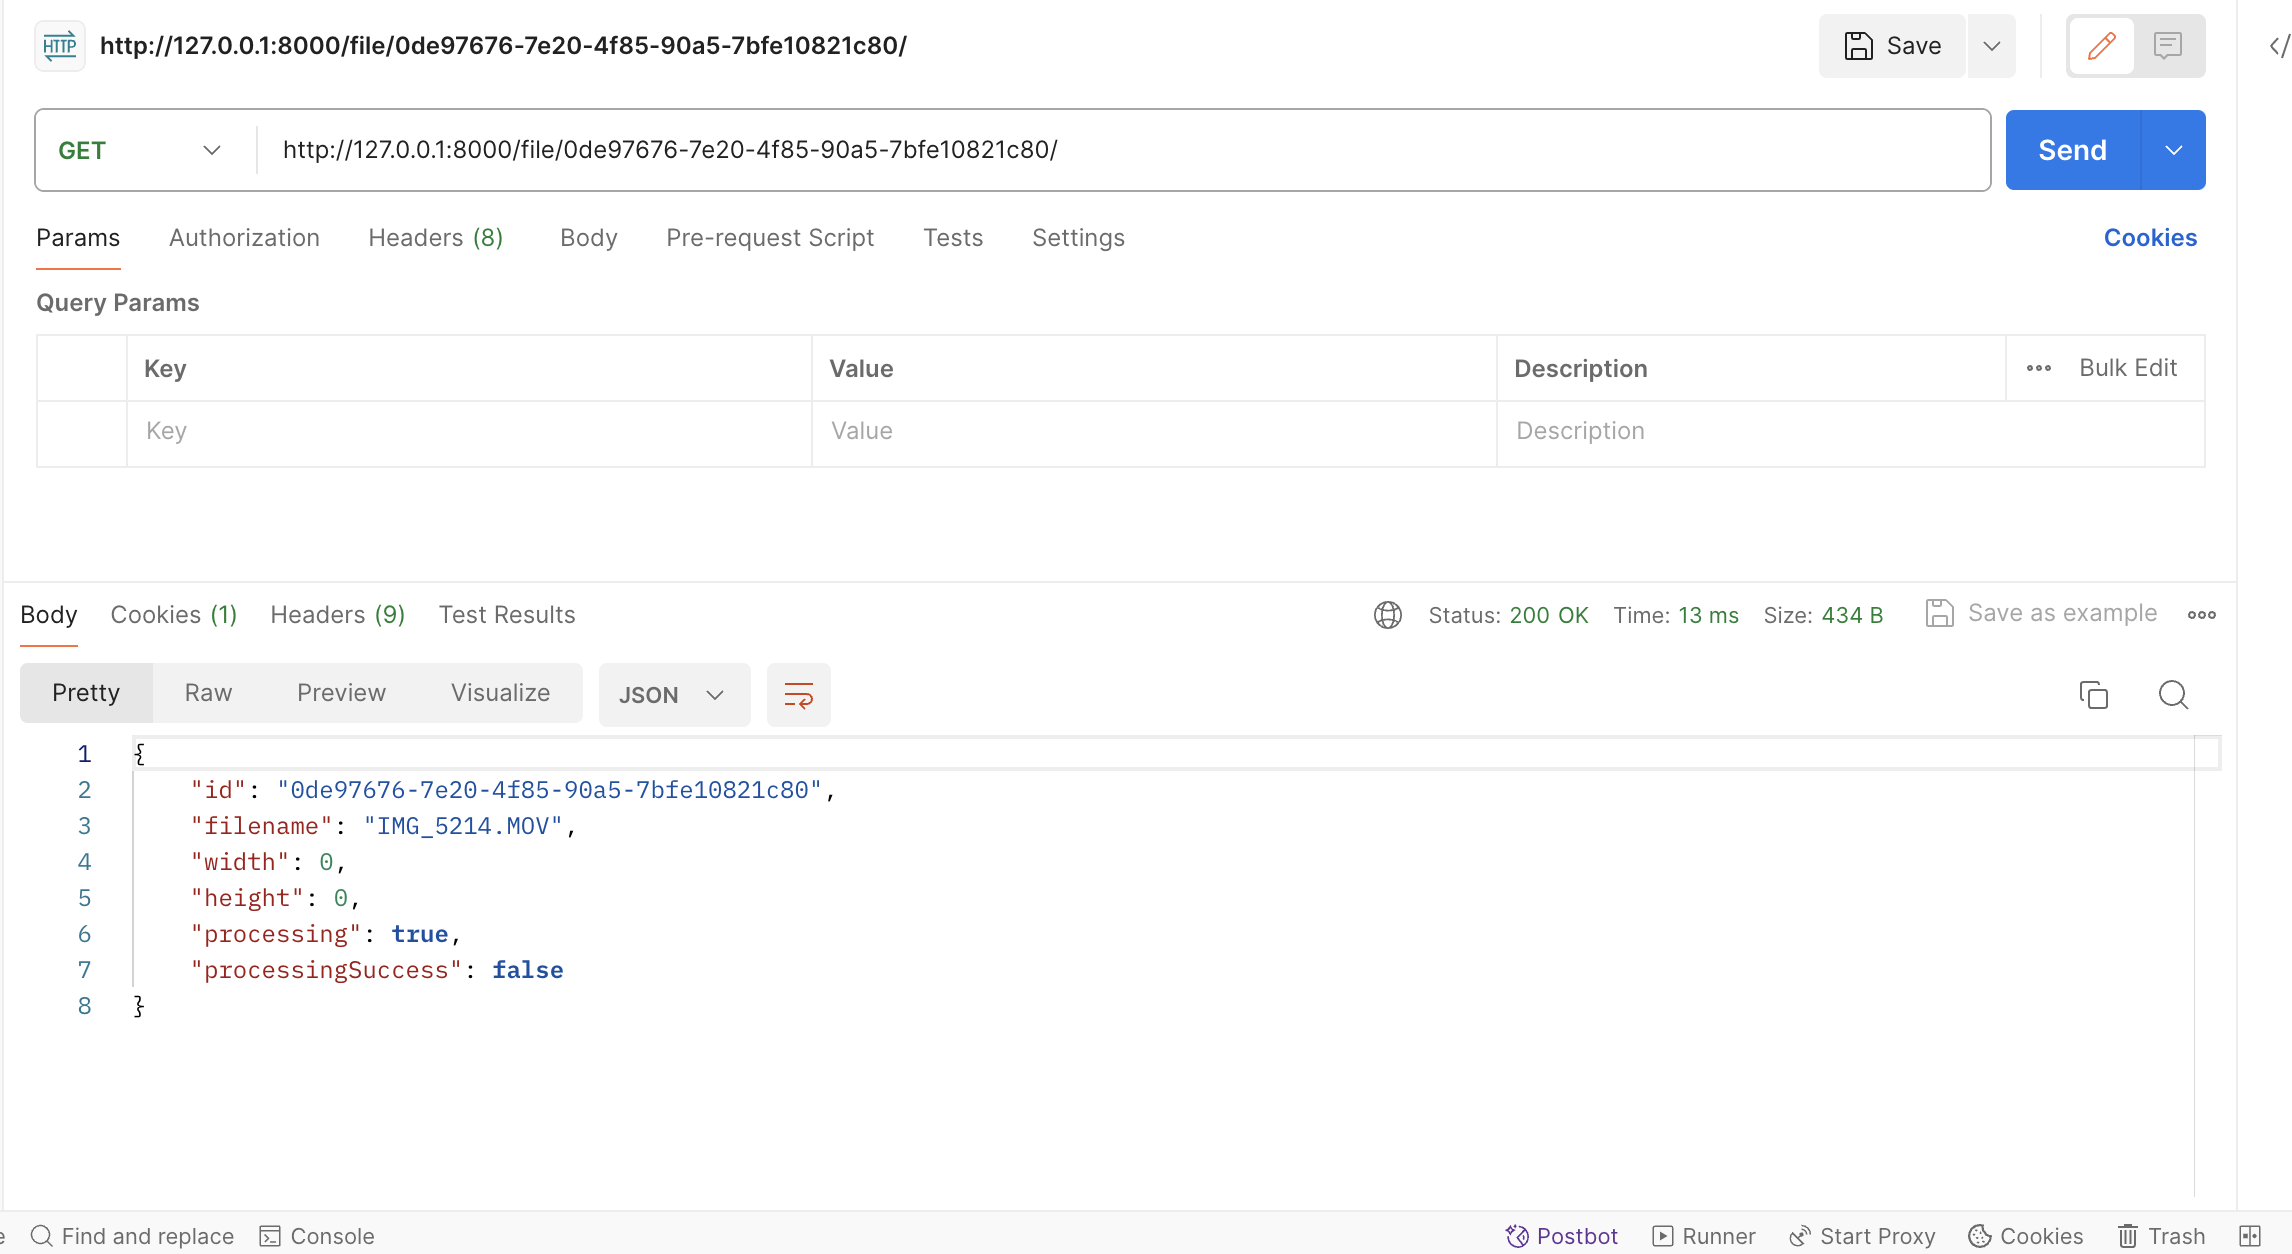 HTTP http://127.0.0.1:8000/file/0de97676-7e20-4f85-90a5-7bfe10821c80/ Save </
GET http://127.0.0.1:8000/file/0de97676-7e20-4f85-90a5-7bfe10821c80/ Send
Params Authorization Headers (8) Body Pre-request Script Tests Settings Cookies
Query Params
Key Value Description Bulk Edit
Key Value Description
Body Cookies (1) Headers (9) Test Results Status: 200 OK Time: 13 ms Size: 434 B Save as example
Pretty Raw Preview Visualize JSON
1 {
2 "id": "0de97676-7e20-4f85-90a5-7bfe10821c80",
3 "filename": "IMG_5214.MOV",
4 "width": 0,
5 "height": 0,
6 "processing": true,
7 "processingSuccess": false
8 }
Find and replace Console Postbot Runner Start Proxy Cookies Trash